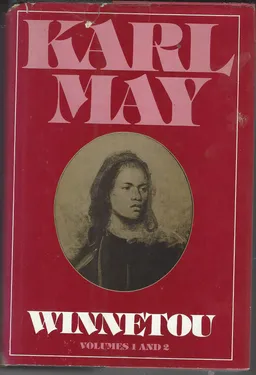 KARL
MAY
WINNETOU
VOLUMES 1 AND 2